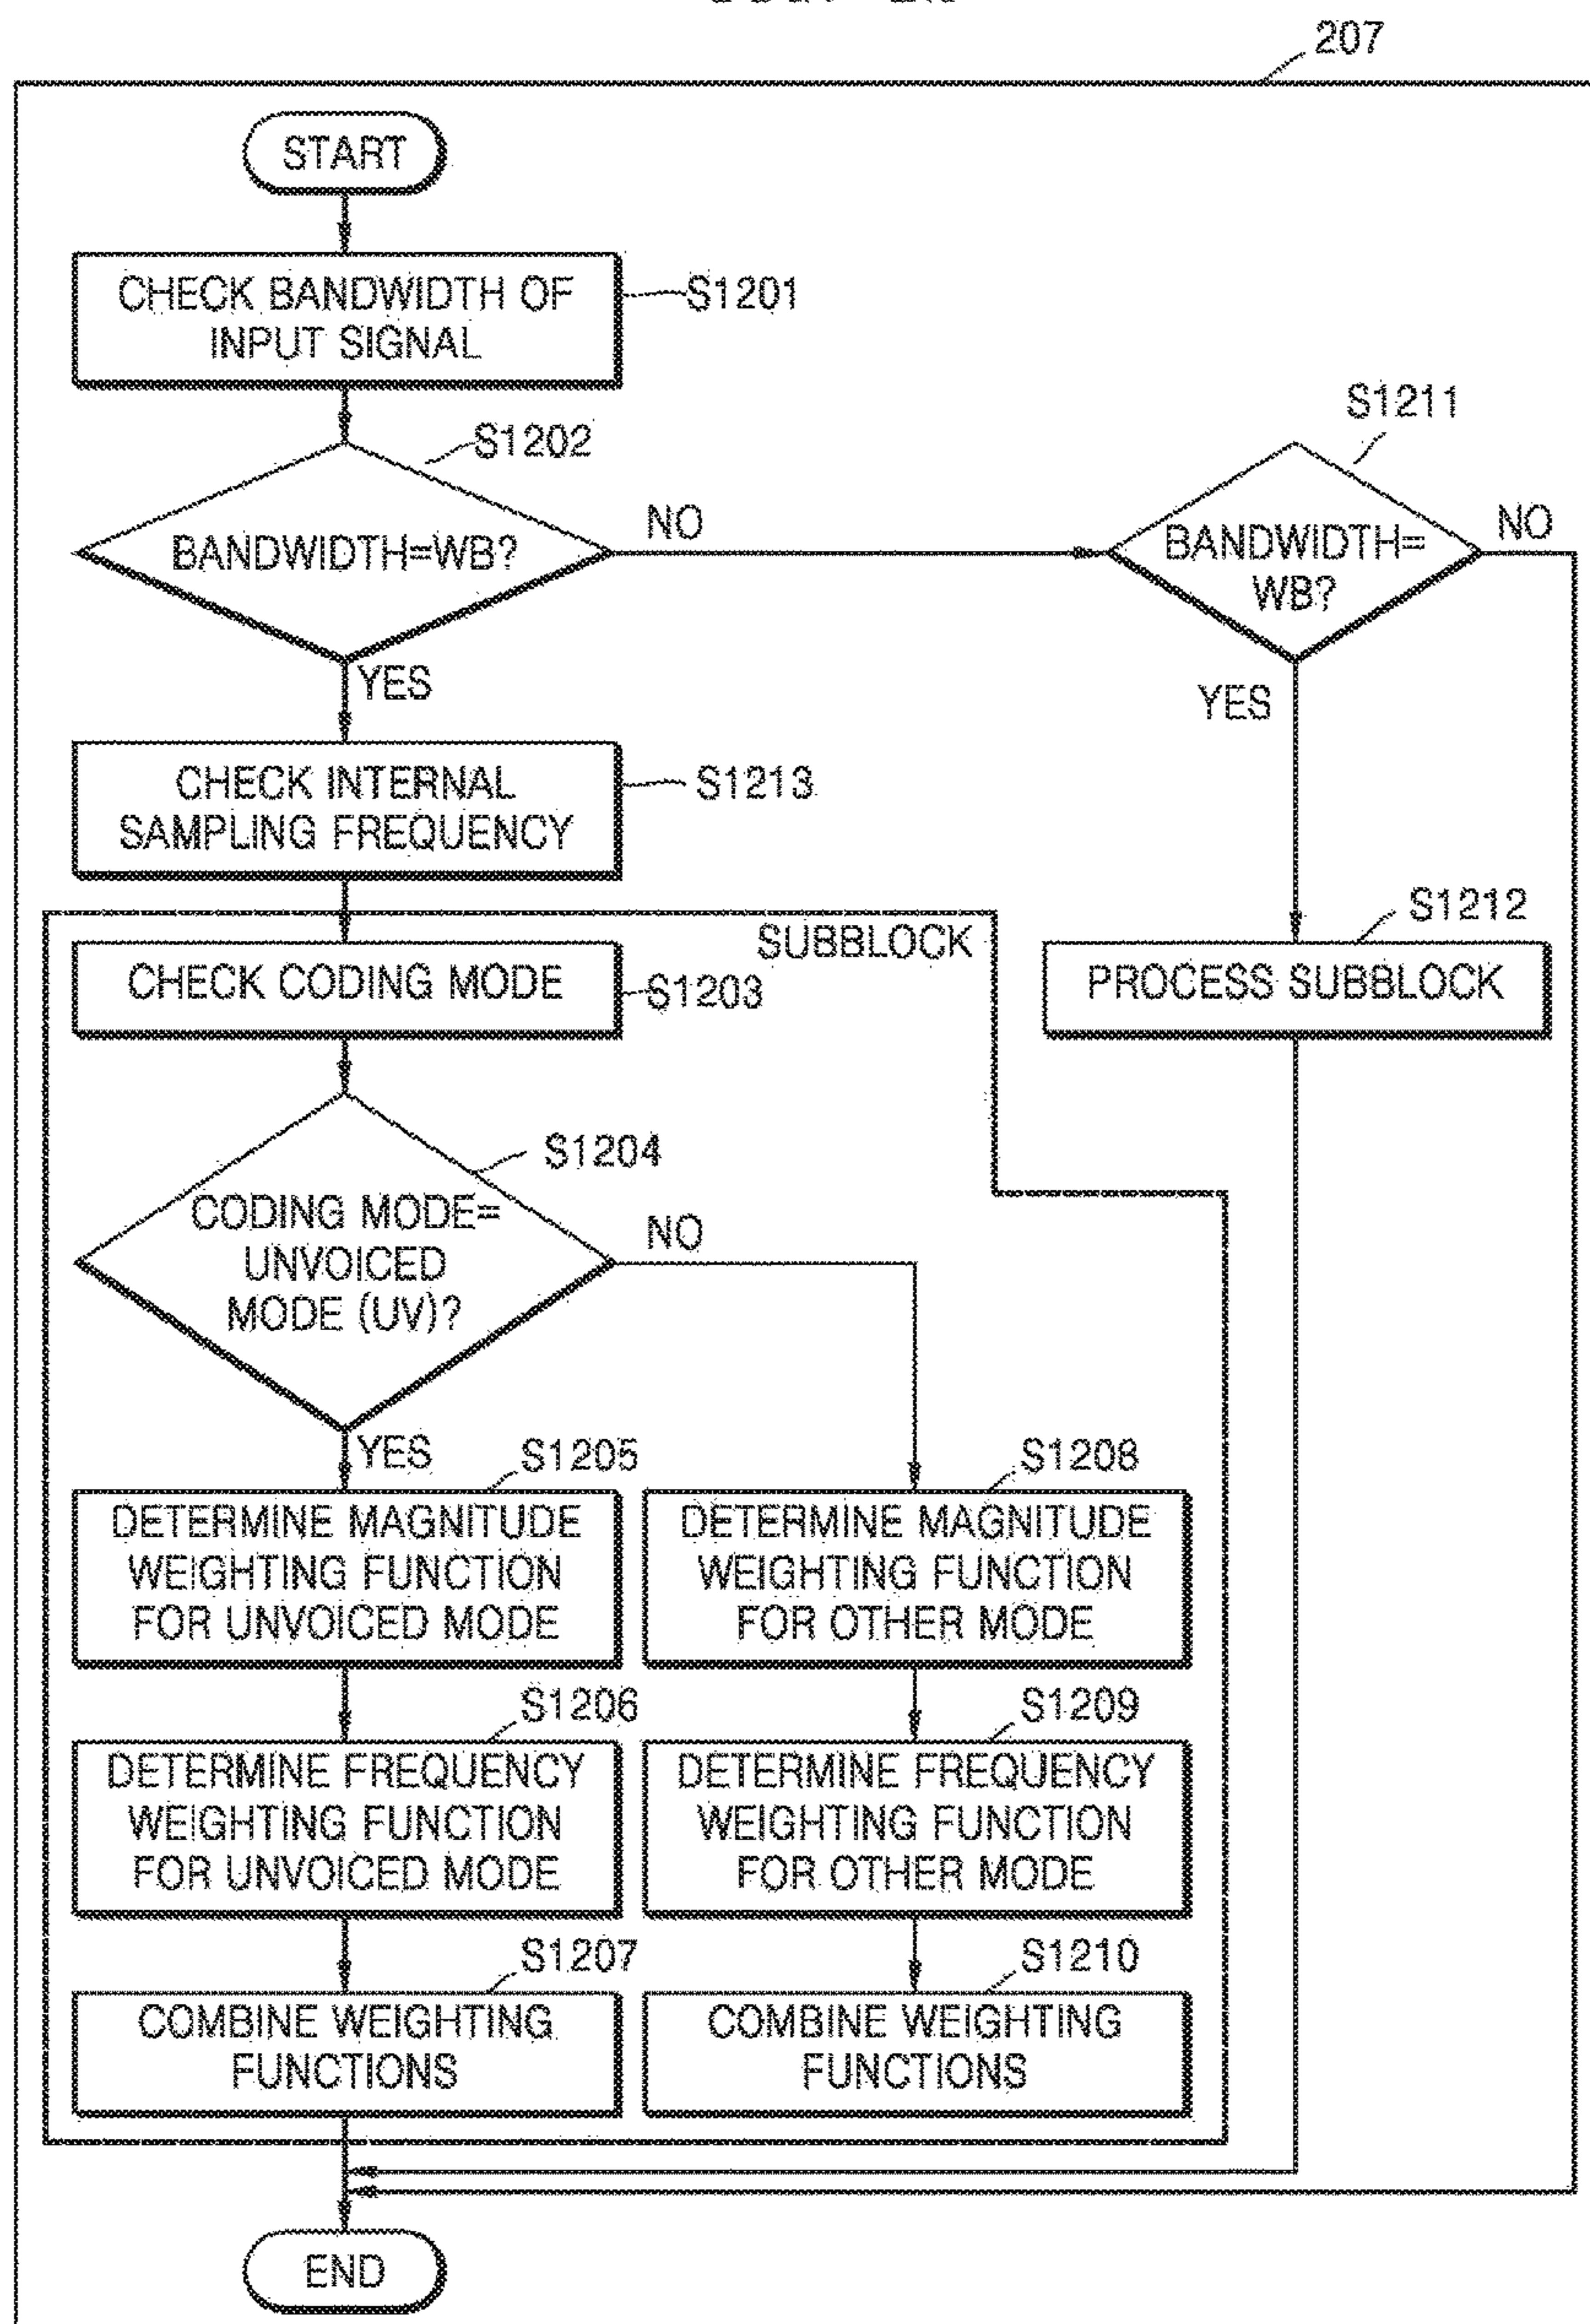 207
START
CHECK BANDWIDTH OF
INPUT SIGNAL
S1201
S1202
BANDWIDTH=WB?
NO
YES
S1211
BANDWIDTH=
WB?
NO
YES
CHECK INTERNAL
SAMPLING FREQUENCY
S1213
SUBBLOCK
CHECK CODING MODE
S1203
S1212
PROCESS SUBBLOCK
S1204
CODING MODE=
UNVOICED
MODE (UV)?
NO
YES
S1205
DETERMINE MAGNITUDE
WEIGHTING FUNCTION
FOR UNVOICED MODE
S1208
DETERMINE MAGNITUDE
WEIGHTING FUNCTION
FOR OTHER MODE
S1206
DETERMINE FREQUENCY
WEIGHTING FUNCTION
FOR UNVOICED MODE
S1209
DETERMINE FREQUENCY
WEIGHTING FUNCTION
FOR OTHER MODE
S1207
COMBINE WEIGHTING
FUNCTIONS
S1210
COMBINE WEIGHTING
FUNCTIONS
END